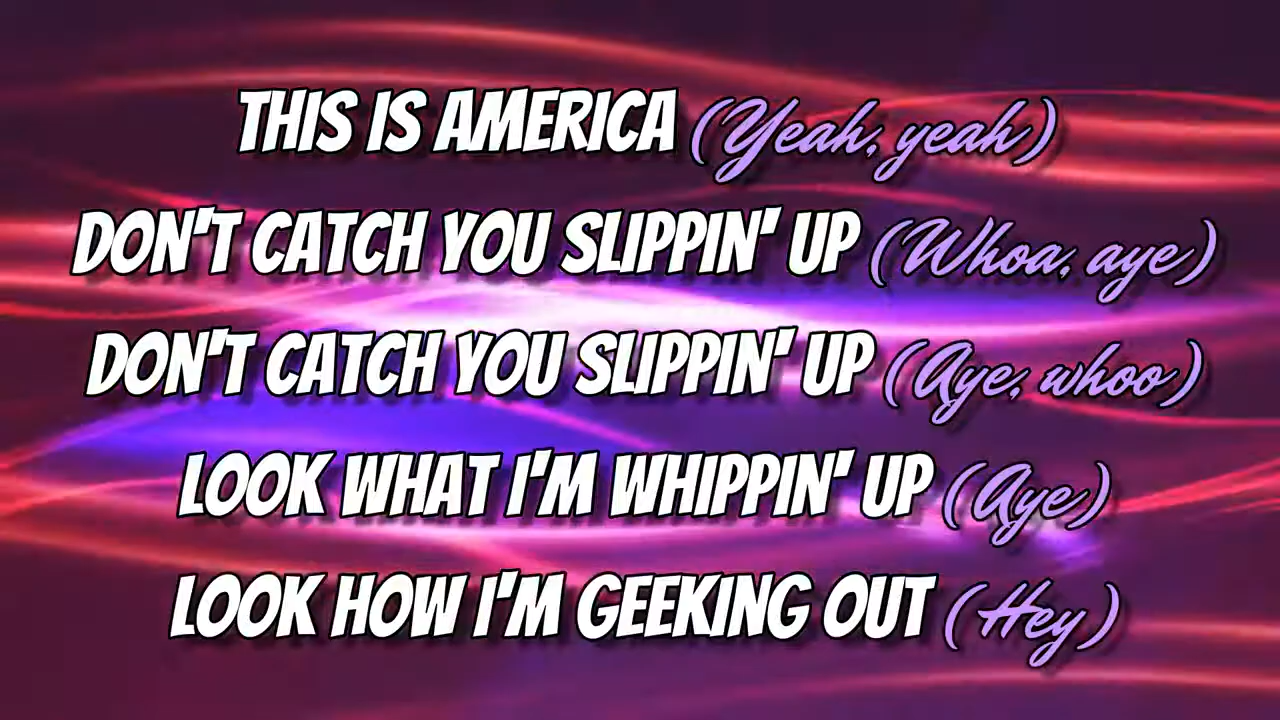 THIS IS AMERICA (Yeah, yeah)
DON'T CATCH YOU SLIPPIN' UP (Whoa, aye)
DON'T CATCH YOU SLIPPIN' UP (Aye, whoo)
LOOK WHAT I'M WHIPPIN' UP (Aye)
LOOK HOW I'M GEEKING OUT (Hey)